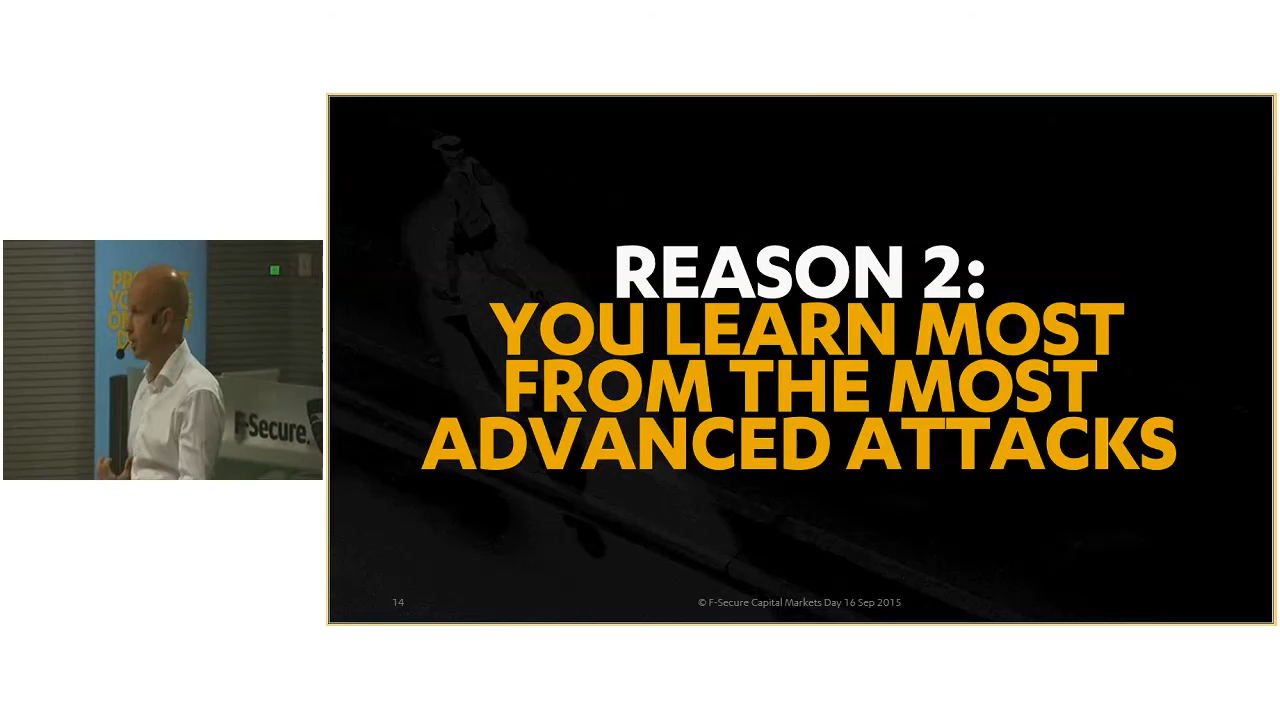 REASON 2:
YOU LEARN MOST
FROM THE MOST
ADVANCED ATTACKS
14
© F-Secure Capital Markets Day 16 Sep 2015
F-Secure.